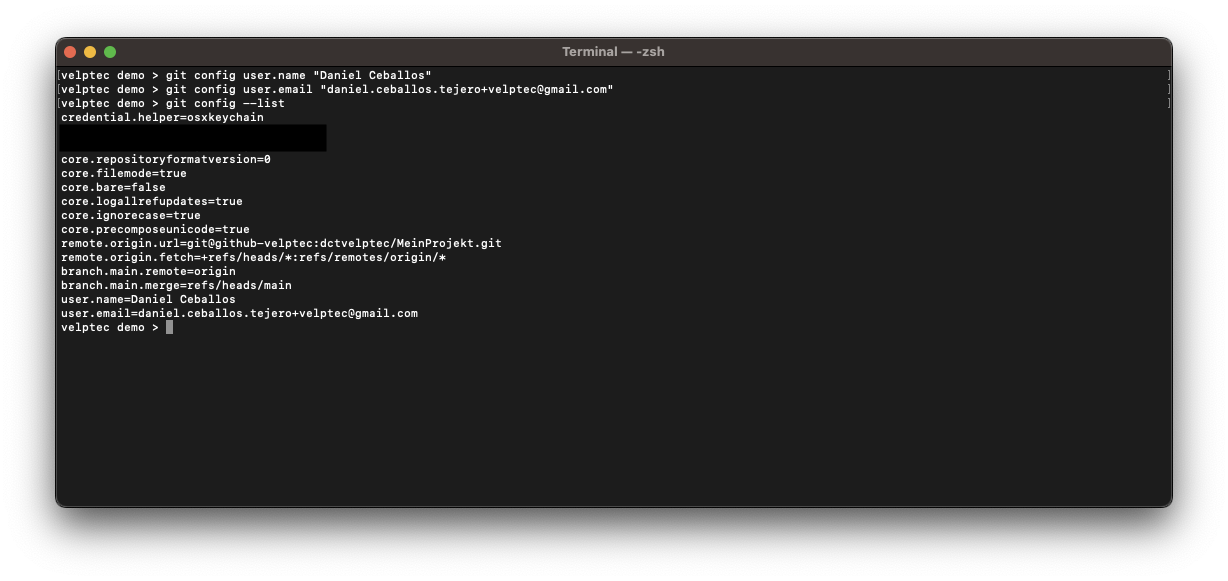 Terminal — -zsh
[velptec demo > git config user.name "Daniel Ceballos" ]
[velptec demo > git config user.email "daniel.ceballos.tejero+velptec@gmail.com" ]
[velptec demo > git config --list ]
credential.helper=osxkeychain
core.repositoryformatversion=0
core.filemode=true
core.bare=false
core.logallrefupdates=true
core.ignorecase=true
core.precomposeunicode=true
remote.origin.url=git@github-velptec:dctvelptec/MeinProjekt.git
remote.origin.fetch=+refs/heads/*:refs/remotes/origin/*
branch.main.remote=origin
branch.main.merge=refs/heads/main
user.name=Daniel Ceballos
user.email=daniel.ceballos.tejero+velptec@gmail.com
velptec demo >